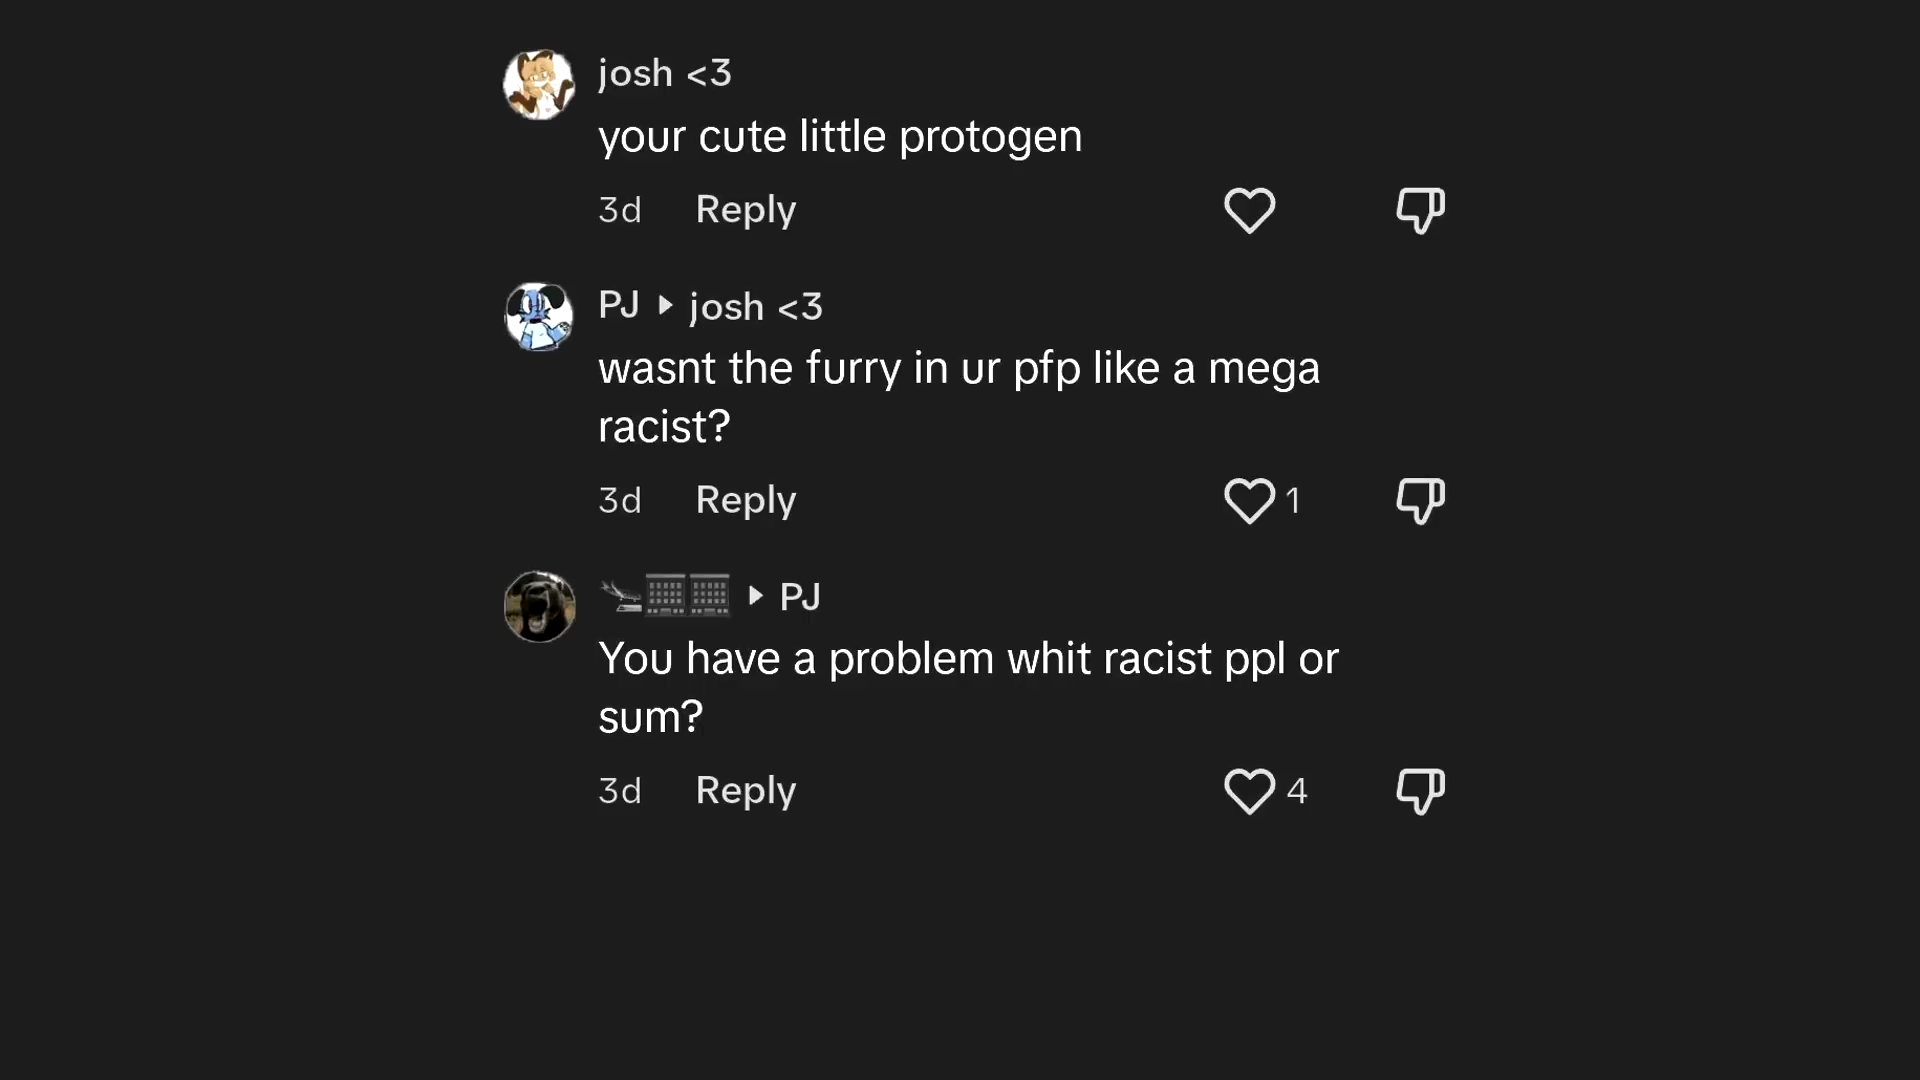 josh <3
your cute little protogen
3d Reply
PJ ▸ josh <3
wasnt the furry in ur pfp like a mega
racist?
3d Reply 1
▸ PJ
You have a problem whit racist ppl or
sum?
3d Reply 4